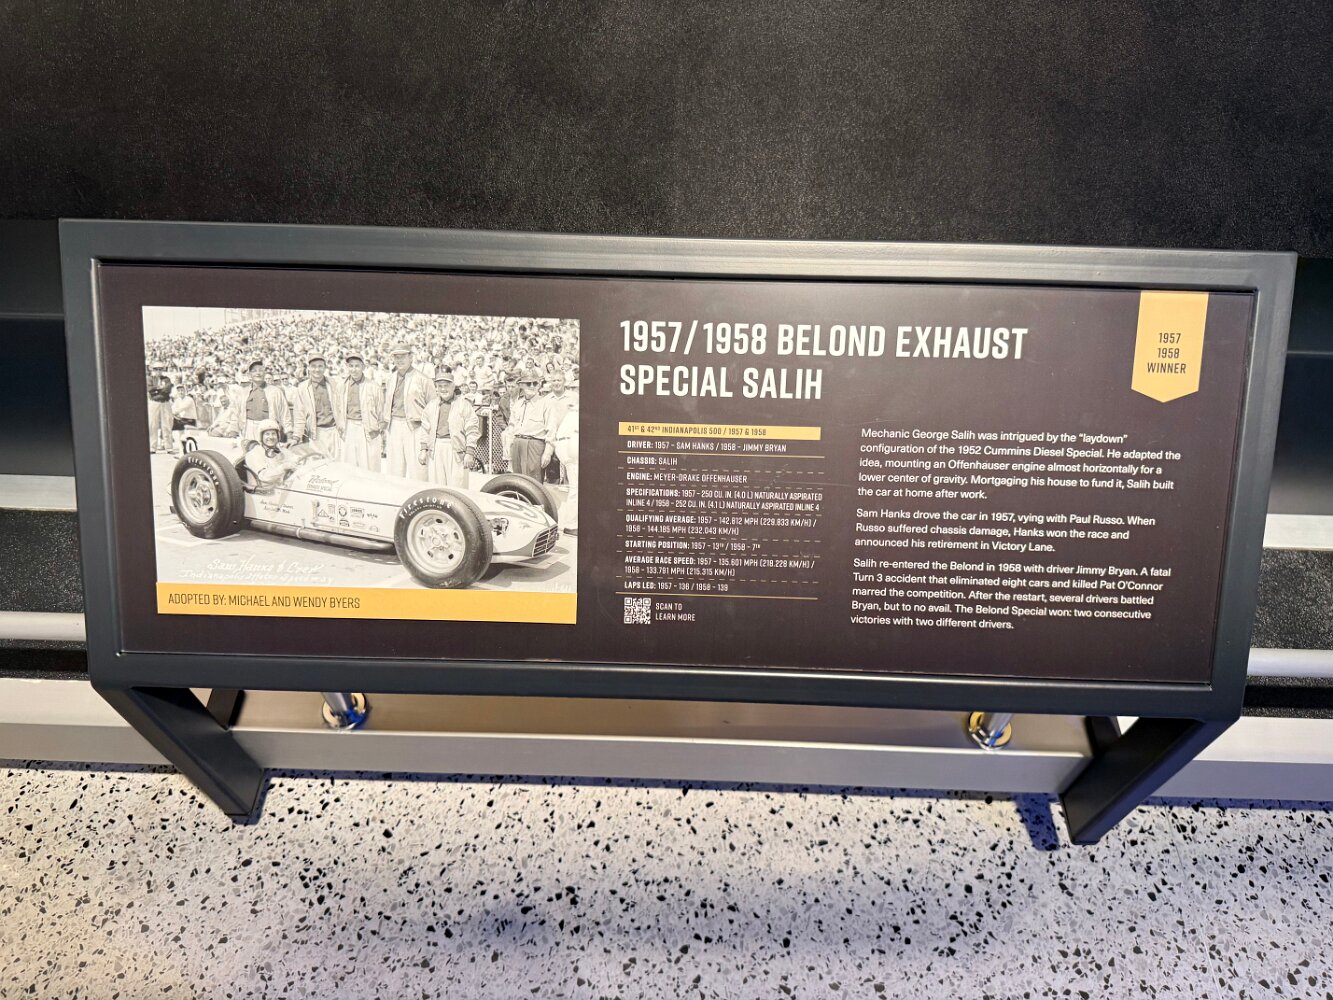 1957/1958 BELOND EXHAUST
SPECIAL SALIH
1957
1958
WINNER
FIRESTONE
Belond
Sam Hanks & Crew
Indianapolis Motor Speedway
ADOPTED BY: MICHAEL AND WENDY BYERS
41ST & 42ND INDIANAPOLIS 500 / 1957 & 1958
DRIVER: 1957 - SAM HANKS / 1958 - JIMMY BRYAN
CHASSIS: SALIH
ENGINE: MEYER-DRAKE OFFENHAUSER
SPECIFICATIONS: 1957 - 250 CU. IN. (4.0 L) NATURALLY ASPIRATED
INLINE 4 / 1958 - 252 CU. IN. (4.1 L) NATURALLY ASPIRATED INLINE 4
QUALIFYING AVERAGE: 1957 - 142.812 MPH (229.833 KM/H) /
1958 - 144.185 MPH (232.043 KM/H)
STARTING POSITION: 1957 - 13TH / 1958 - 7TH
AVERAGE RACE SPEED: 1957 - 135.601 MPH (218.229 KM/H) /
1958 - 133.791 MPH (215.315 KM/H)
LAPS LED: 1957 - 136 / 1958 - 139
SCAN TO
LEARN MORE
Mechanic George Salih was intrigued by the "laydown"
configuration of the 1952 Cummins Diesel Special. He adapted the
idea, mounting an Offenhauser engine almost horizontally for a
lower center of gravity. Mortgaging his house to fund it, Salih built
the car at home after work.
Sam Hanks drove the car in 1957, vying with Paul Russo. When
Russo suffered chassis damage, Hanks won the race and
announced his retirement in Victory Lane.
Salih re-entered the Belond in 1958 with driver Jimmy Bryan. A fatal
Turn 3 accident that eliminated eight cars and killed Pat O'Connor
marred the competition. After the restart, several drivers battled
Bryan, but to no avail. The Belond Special won: two consecutive
victories with two different drivers.